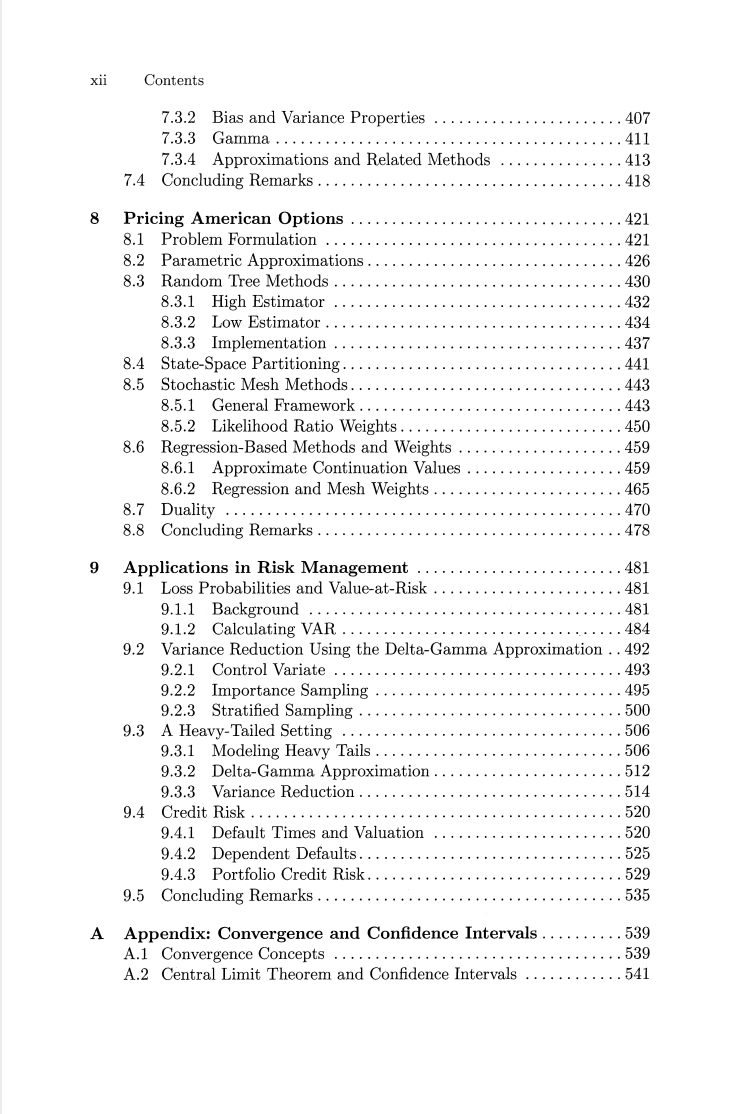 xii Contents
7.3.2 Bias and Variance Properties ....................... 407
7.3.3 Gamma .......................................... 411
7.3.4 Approximations and Related Methods ............... 413
7.4 Concluding Remarks ..................................... 418
8 Pricing American Options ................................. 421
8.1 Problem Formulation .................................... 421
8.2 Parametric Approximations ............................... 426
8.3 Random Tree Methods ................................... 430
8.3.1 High Estimator ................................... 432
8.3.2 Low Estimator .................................... 434
8.3.3 Implementation ................................... 437
8.4 State-Space Partitioning .................................. 441
8.5 Stochastic Mesh Methods ................................. 443
8.5.1 General Framework ................................ 443
8.5.2 Likelihood Ratio Weights ........................... 450
8.6 Regression-Based Methods and Weights .................... 459
8.6.1 Approximate Continuation Values ................... 459
8.6.2 Regression and Mesh Weights ....................... 465
8.7 Duality ................................................ 470
8.8 Concluding Remarks ..................................... 478
9 Applications in Risk Management ......................... 481
9.1 Loss Probabilities and Value-at-Risk ....................... 481
9.1.1 Background ...................................... 481
9.1.2 Calculating VAR .................................. 484
9.2 Variance Reduction Using the Delta-Gamma Approximation .. 492
9.2.1 Control Variate ................................... 493
9.2.2 Importance Sampling .............................. 495
9.2.3 Stratified Sampling ................................ 500
9.3 A Heavy-Tailed Setting .................................. 506
9.3.1 Modeling Heavy Tails .............................. 506
9.3.2 Delta-Gamma Approximation ....................... 512
9.3.3 Variance Reduction ................................ 514
9.4 Credit Risk ............................................. 520
9.4.1 Default Times and Valuation ....................... 520
9.4.2 Dependent Defaults ................................ 525
9.4.3 Portfolio Credit Risk ............................... 529
9.5 Concluding Remarks ..................................... 535
A Appendix: Convergence and Confidence Intervals .......... 539
A.1 Convergence Concepts ................................... 539
A.2 Central Limit Theorem and Confidence Intervals ............ 541